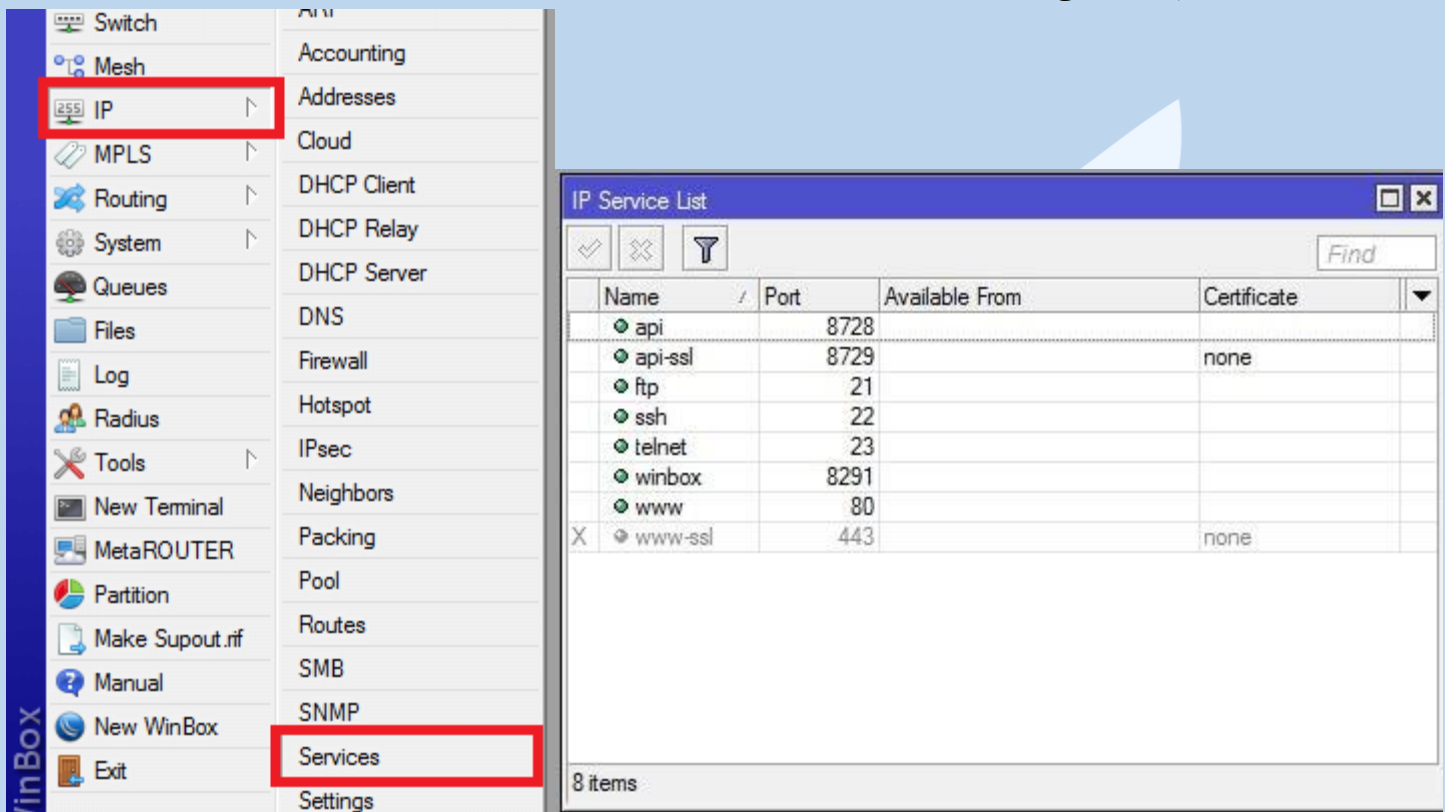 Switch
Mesh
IP
MPLS
Routing
System
Queues
Files
Log
Radius
Tools
New Terminal
MetaROUTER
Partition
Make Supout.rif
Manual
New WinBox
Exit
Accounting
Addresses
Cloud
DHCP Client
DHCP Relay
DHCP Server
DNS
Firewall
Hotspot
IPsec
Neighbors
Packing
Pool
Routes
SMB
SNMP
Services
Settings
IP Service List
Find
Name / Port Available From Certificate
api 8728
api-ssl 8729 none
ftp 21
ssh 22
telnet 23
winbox 8291
www 80
X www-ssl 443 none
8 items